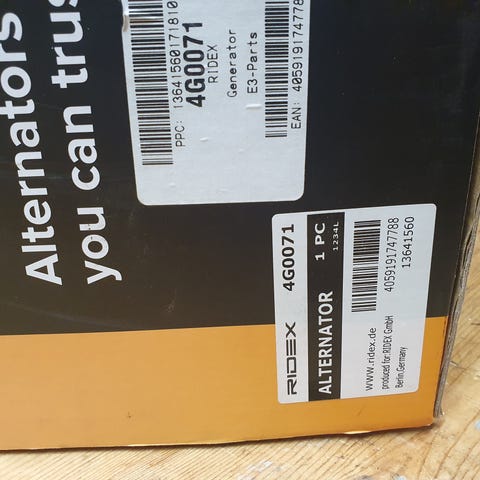 Alternators
you can trus
PPC: 13641560171810
4G0071
RIDEX
Generator
E3-Parts
EAN: 405919174778
RIDEX 4G0071
ALTERNATOR 1 PC
1234L
4059191747788
13641560
www.ridex.de
produced for:RIDEX GmbH
Berlin,Germany